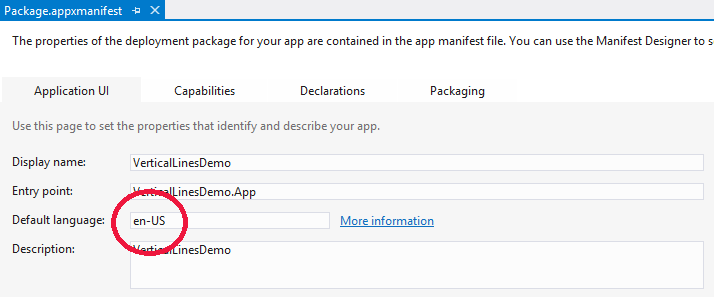 Package.appxmanifest
The properties of the deployment package for your app are contained in the app manifest file. You can use the Manifest Designer to s
Application UI Capabilities Declarations Packaging
Use this page to set the properties that identify and describe your app.
Display name: VerticalLinesDemo
Entry point: VerticalLinesDemo.App
Default language: en-US More information
Description: VerticalLinesDemo